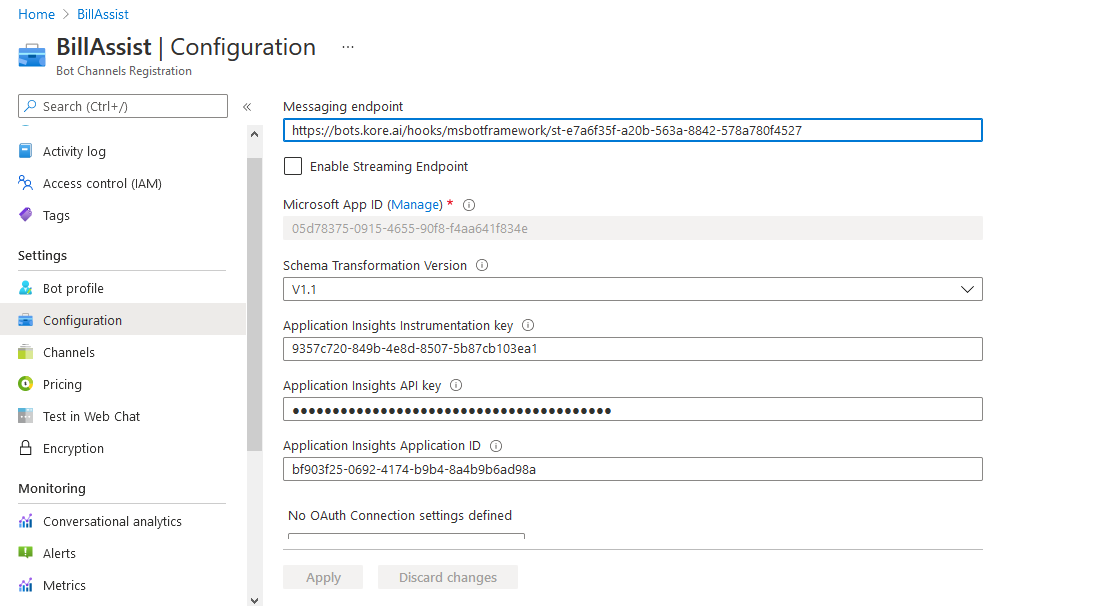 Home > BillAssist
BillAssist | Configuration ...
Bot Channels Registration
Search (Ctrl+/)
«
Activity log
Access control (IAM)
Tags
Settings
Bot profile
Configuration
Channels
Pricing
Test in Web Chat
Encryption
Monitoring
Conversational analytics
Alerts
Metrics
Messaging endpoint
https://bots.kore.ai/hooks/msbotframework/st-e7a6f35f-a20b-563a-8842-578a780f4527
Enable Streaming Endpoint
Microsoft App ID (Manage) *
05d78375-0915-4655-90f8-f4aa641f834e
Schema Transformation Version
V1.1
Application Insights Instrumentation key
9357c720-849b-4e8d-8507-5b87cb103ea1
Application Insights API key
●●●●●●●●●●●●●●●●●●●●●●●●●●●●●●●●●●●●●●●●
Application Insights Application ID
bf903f25-0692-4174-b9b4-8a4b9b6ad98a
No OAuth Connection settings defined
Apply
Discard changes